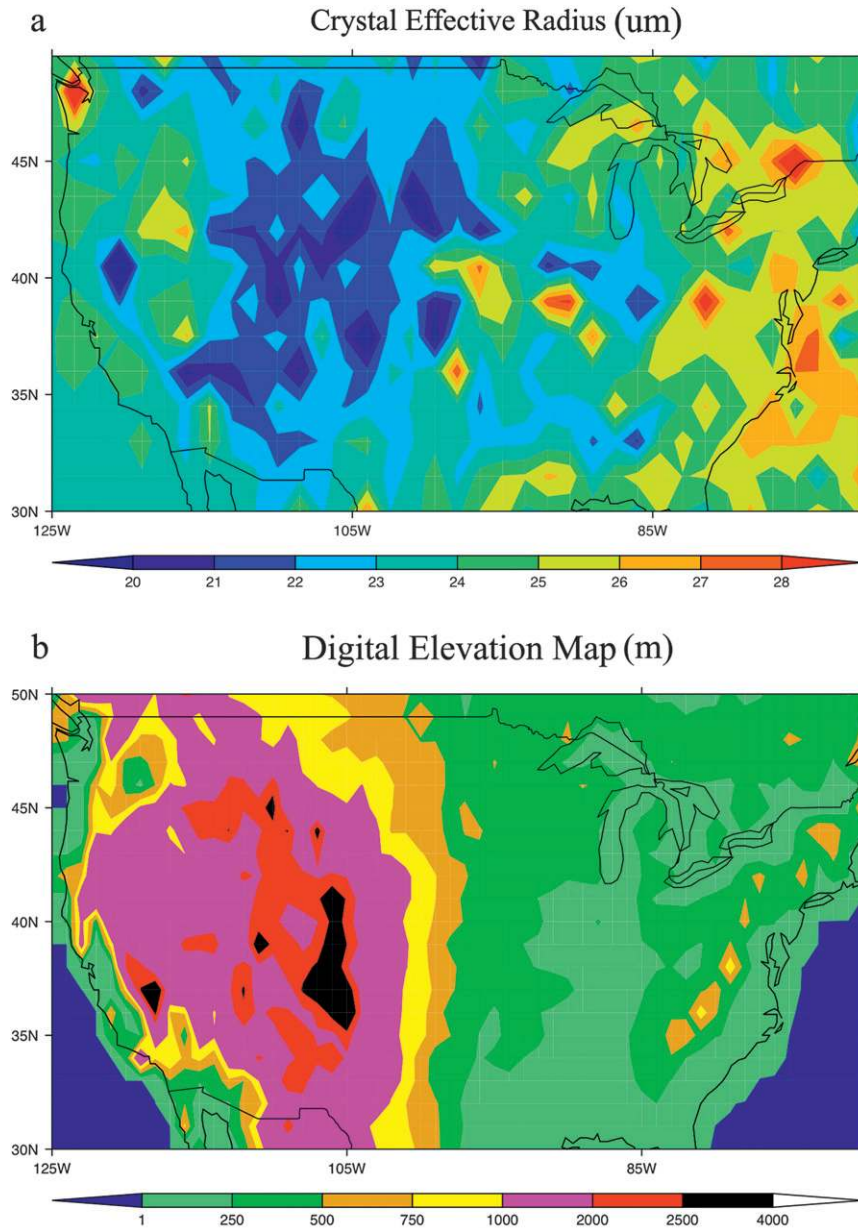 a Crystal Effective Radius (um)
45N
40N
35N
30N
125W 105W 85W
20 21 22 23 24 25 26 27 28
b Digital Elevation Map (m)
50N
45N
40N
35N
30N
125W 105W 85W
1 250 500 750 1000 2000 2500 4000